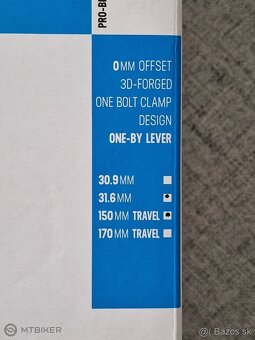 PRO-B
0MM OFFSET
3D-FORGED
ONE BOLT CLAMP
DESIGN
ONE-BY LEVER
30.9MM
31.6MM
150MM TRAVEL
170MM TRAVEL
MTBIKER
Bazos.sk